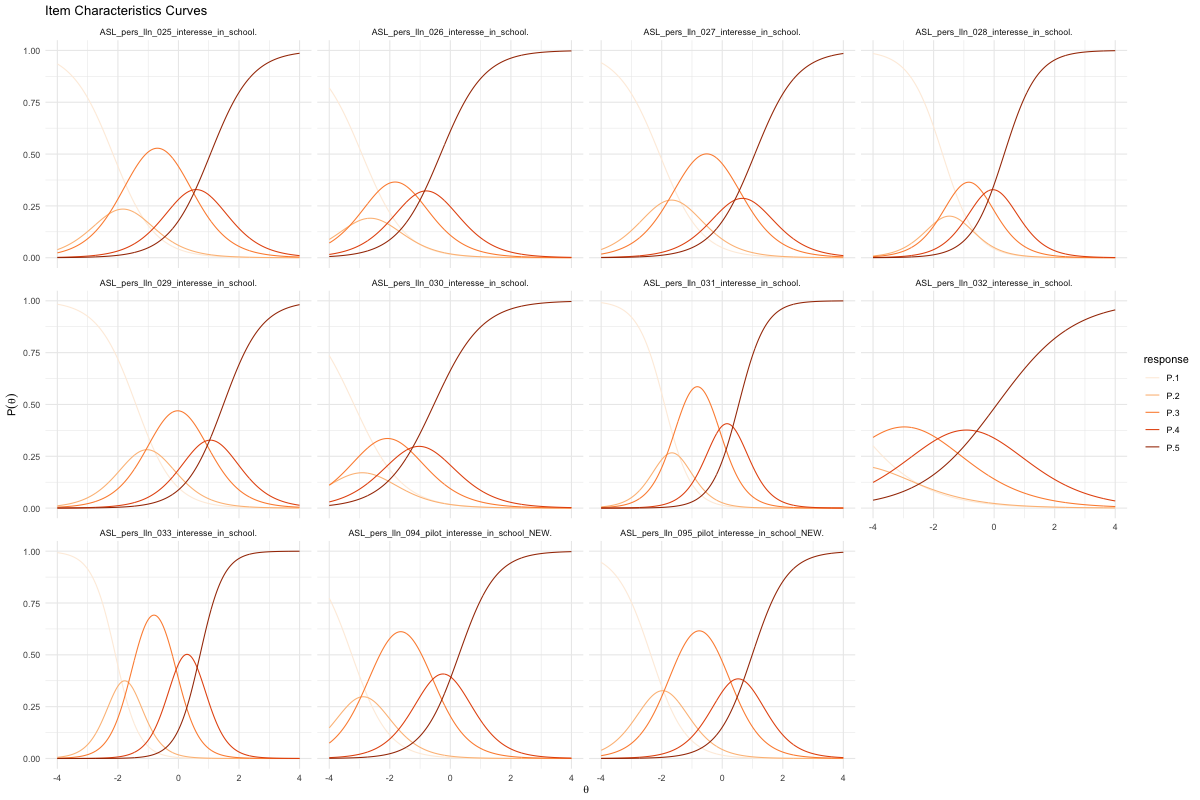 Item Characteristics Curves
ASL_pers_lln_025_interesse_in_school.
ASL_pers_lln_026_interesse_in_school.
ASL_pers_lln_027_interesse_in_school.
ASL_pers_lln_028_interesse_in_school.
1.00
0.75
0.50
0.25
0.00
ASL_pers_lln_029_interesse_in_school.
ASL_pers_lln_030_interesse_in_school.
ASL_pers_lln_031_interesse_in_school.
ASL_pers_lln_032_interesse_in_school.
1.00
0.75
0.50
0.25
0.00
-4 -2 0 2 4
ASL_pers_lln_033_interesse_in_school.
ASL_pers_lln_094_pilot_interesse_in_school_NEW.
ASL_pers_lln_095_pilot_interesse_in_school_NEW.
1.00
0.75
0.50
0.25
0.00
-4 -2 0 2 4
-4 -2 0 2 4
-4 -2 0 2 4
P(θ)
θ
response
P.1
P.2
P.3
P.4
P.5